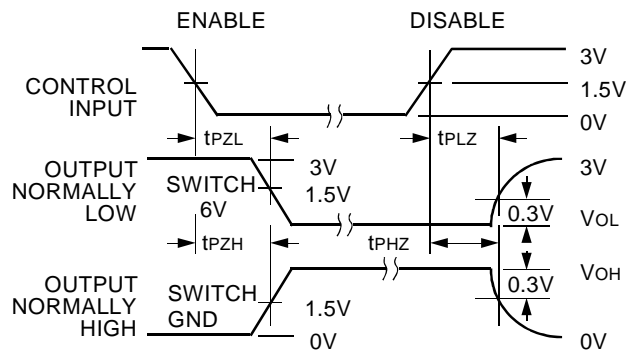 ENABLE DISABLE
3V
CONTROL
INPUT
1.5V
0V
tPZL
tPLZ
OUTPUT
NORMALLY
LOW
SWITCH
6V
3V
1.5V
3V
0.3V
VOL
tPZH
tPHZ
OUTPUT
NORMALLY
HIGH
SWITCH
GND
1.5V
0V
VOH
0.3V
0V